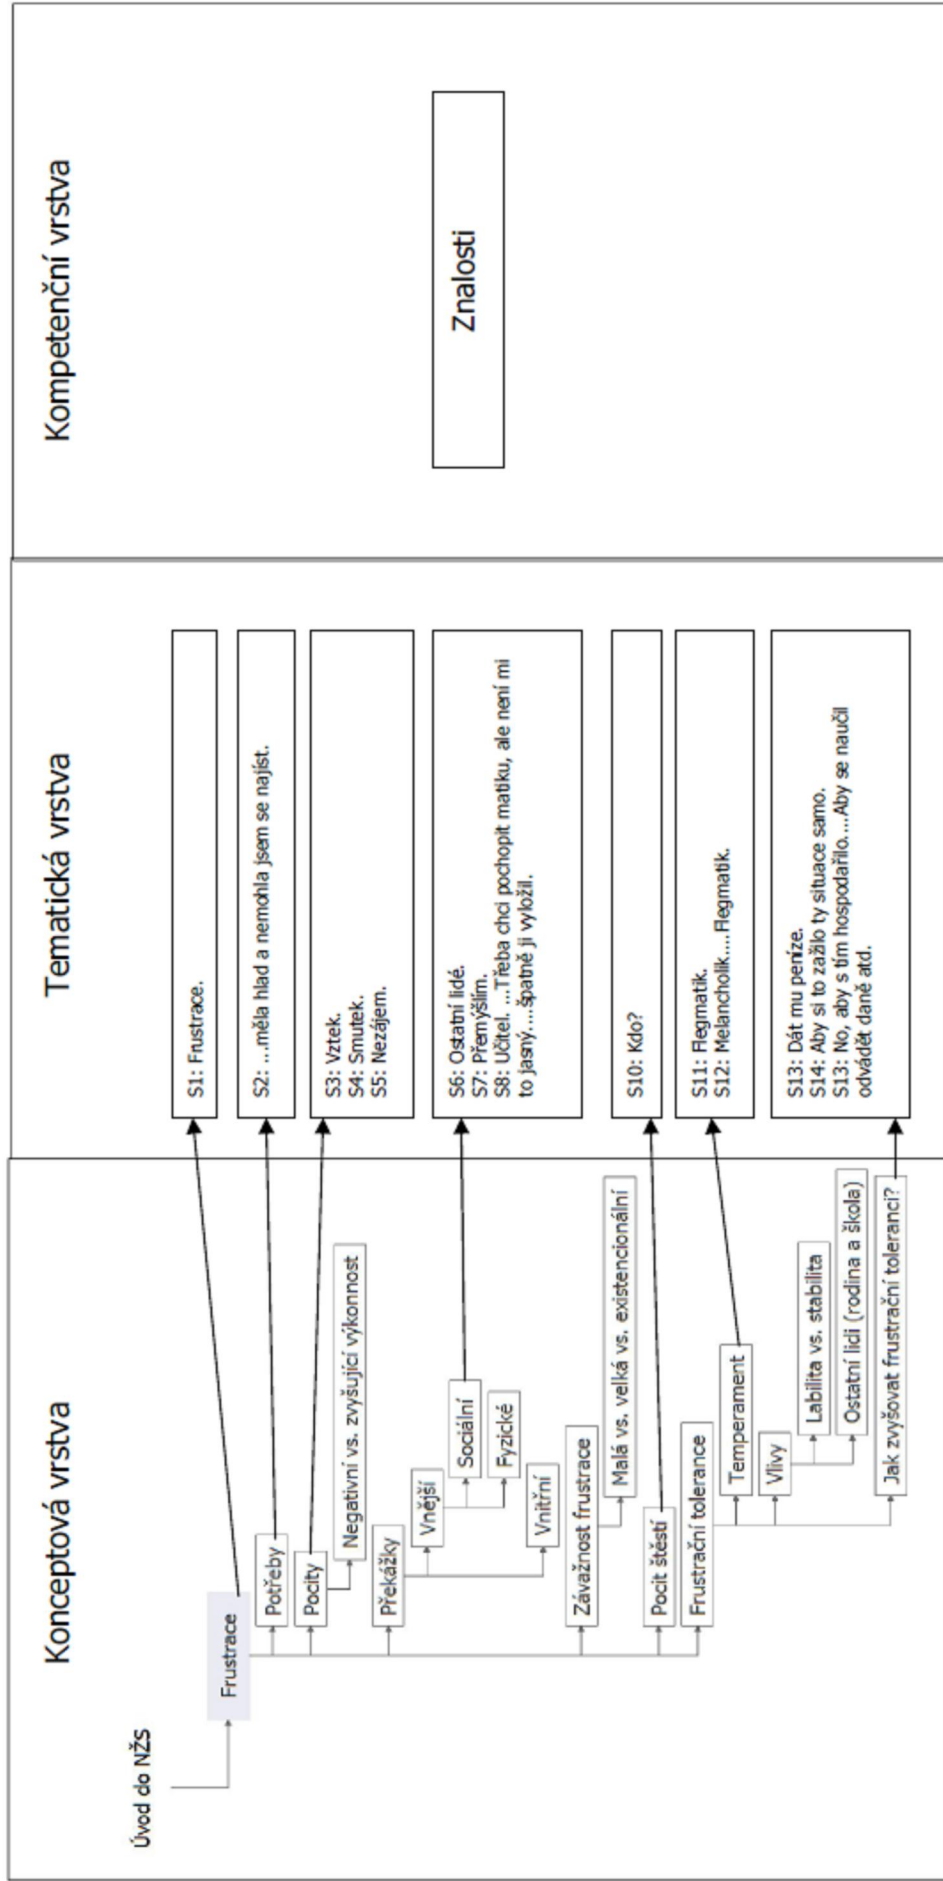 Konceptová vrstva
Úvod do NŽS
Frustrace
Potřeby
Pocity
Negativní vs. zvyšující výkonnost
Překážky
Vnější
Sociální
Fyzické
Vnitřní
Závažnost frustrace
Malá vs. velká vs. existencionální
Pocit štěstí
Frustrační tolerance
Temperament
Vlivy
Labilita vs. stabilita
Ostatní lidi (rodina a škola)
Jak zvyšovat frustrační toleranci?
Tematická vrstva
S1: Frustrace.
S2: ...měla hlad a nemohla jsem se najíst.
S3: Vztek.
S4: Smutek.
S5: Nezájem.
S6: Ostatní lidé.
S7: Přemýšlím.
S8: Učitel. ...Třeba chci pochopit matiku, ale není mi
to jasný....špatně ji vyložil.
S10: Kdo?
S11: Flegmatik.
S12: Melancholik....Flegmatik.
S13: Dát mu peníze.
S14: Aby si to zažilo ty situace samo.
S13: No, aby s tím hospodařilo....Aby se naučil
odvádět daně atd.
Kompetenční vrstva
Znalosti